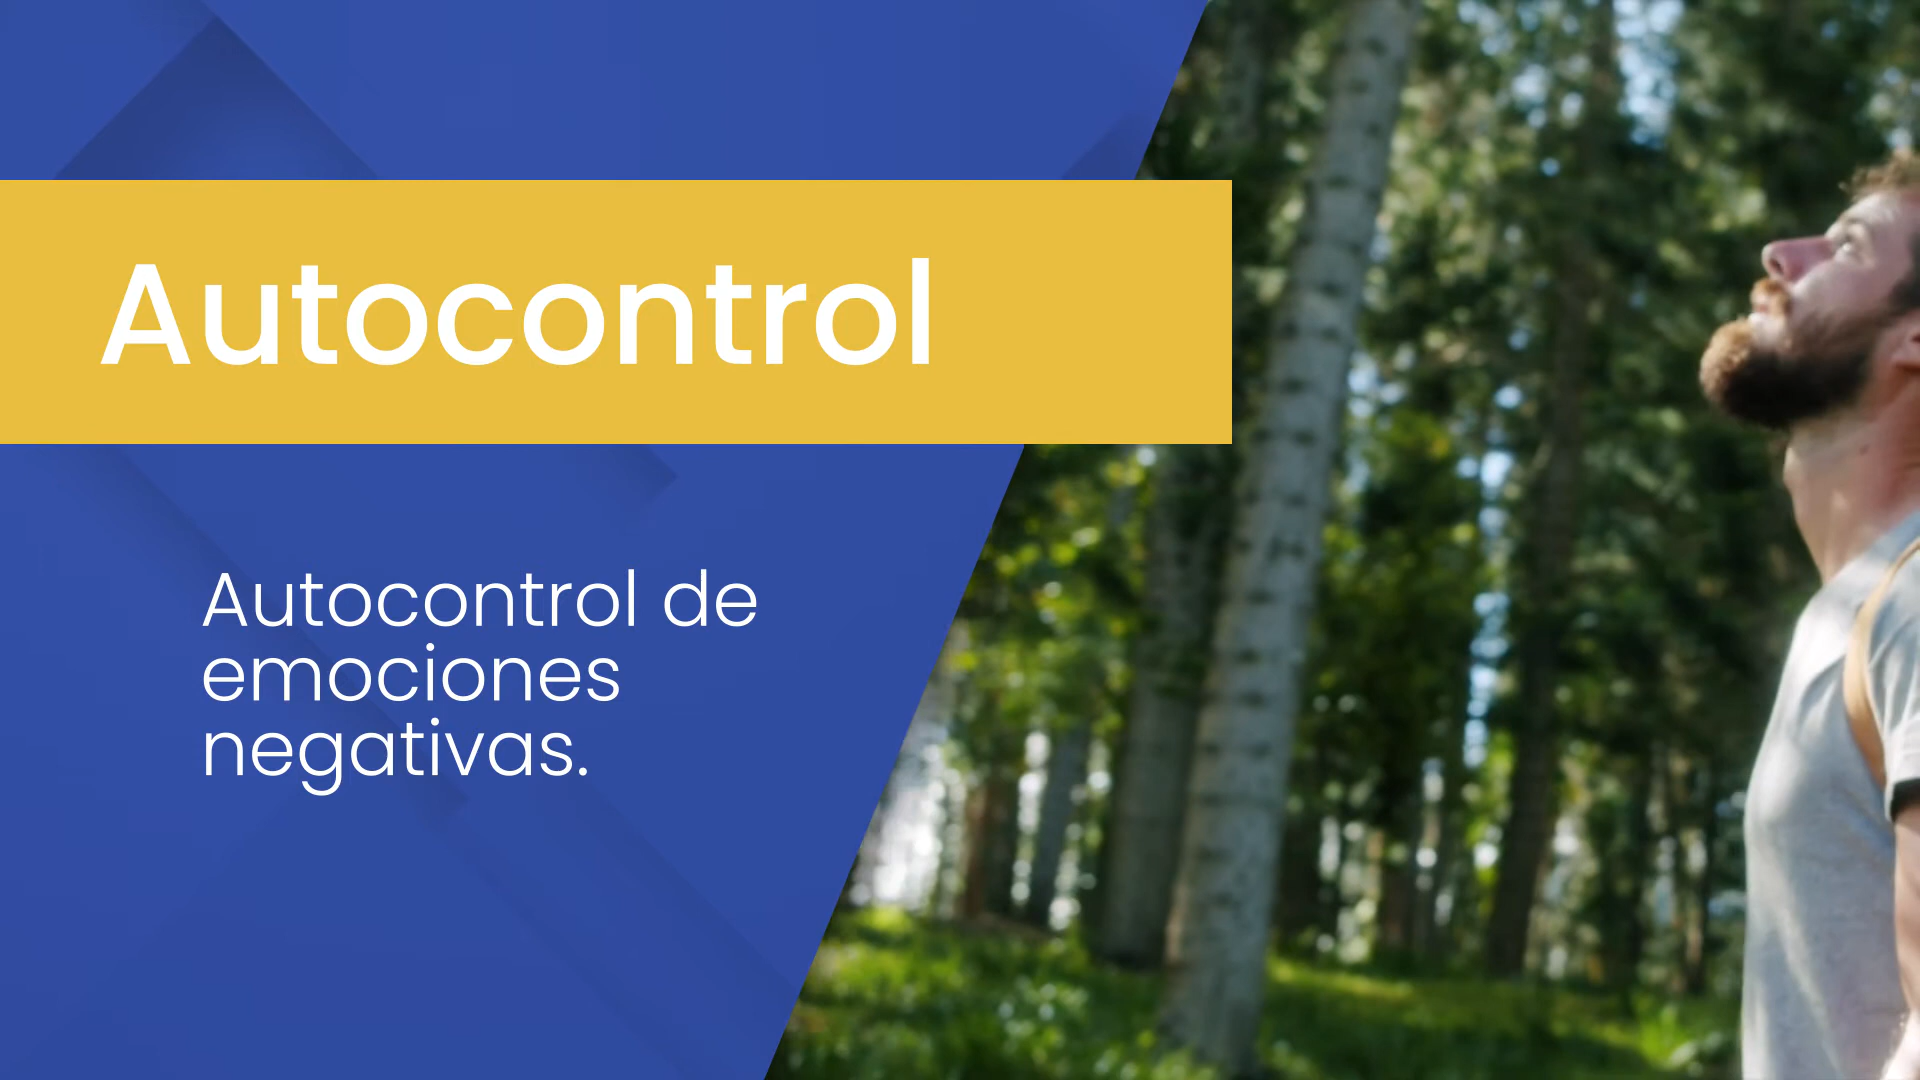 Autocontrol
Autocontrol de
emociones
negativas.